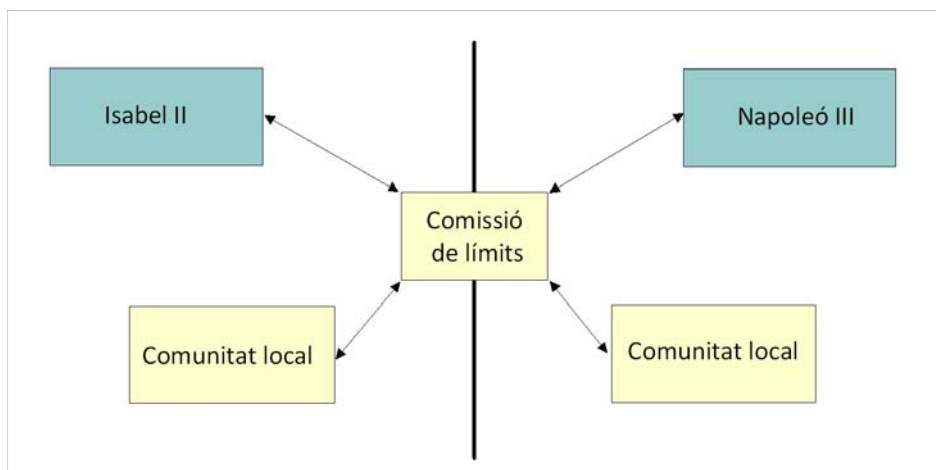 Isabel II
Napoleó III
Comissió
de límits
Comunitat local
Comunitat local